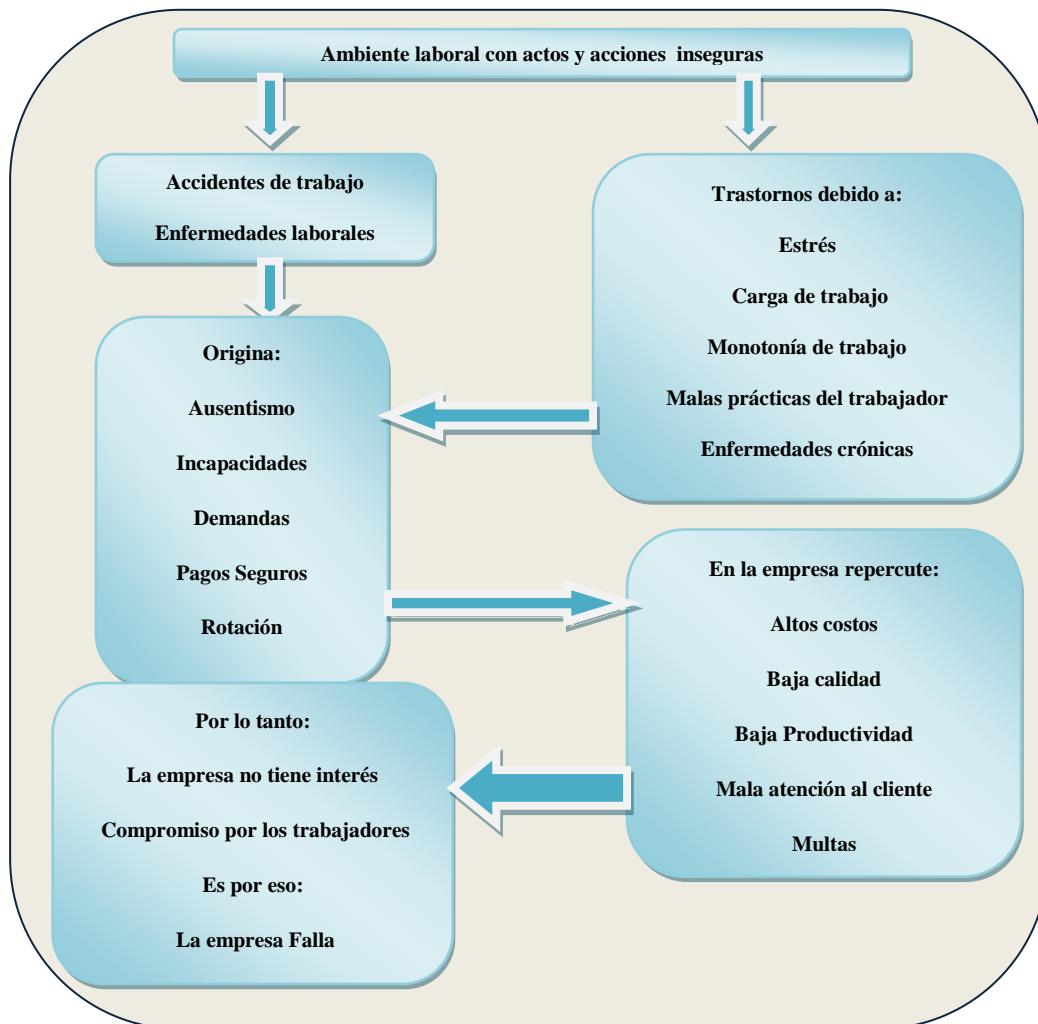 Ambiente laboral con actos y acciones inseguras
Accidentes de trabajo
Enfermedades laborales
Trastornos debido a:
Estrés
Carga de trabajo
Monotonía de trabajo
Malas prácticas del trabajador
Enfermedades crónicas
Origina:
Ausentismo
Incapacidades
Demandas
Pagos Seguros
Rotación
En la empresa repercute:
Altos costos
Baja calidad
Baja Productividad
Mala atención al cliente
Multas
Por lo tanto:
La empresa no tiene interés
Compromiso por los trabajadores
Es por eso:
La empresa Falla